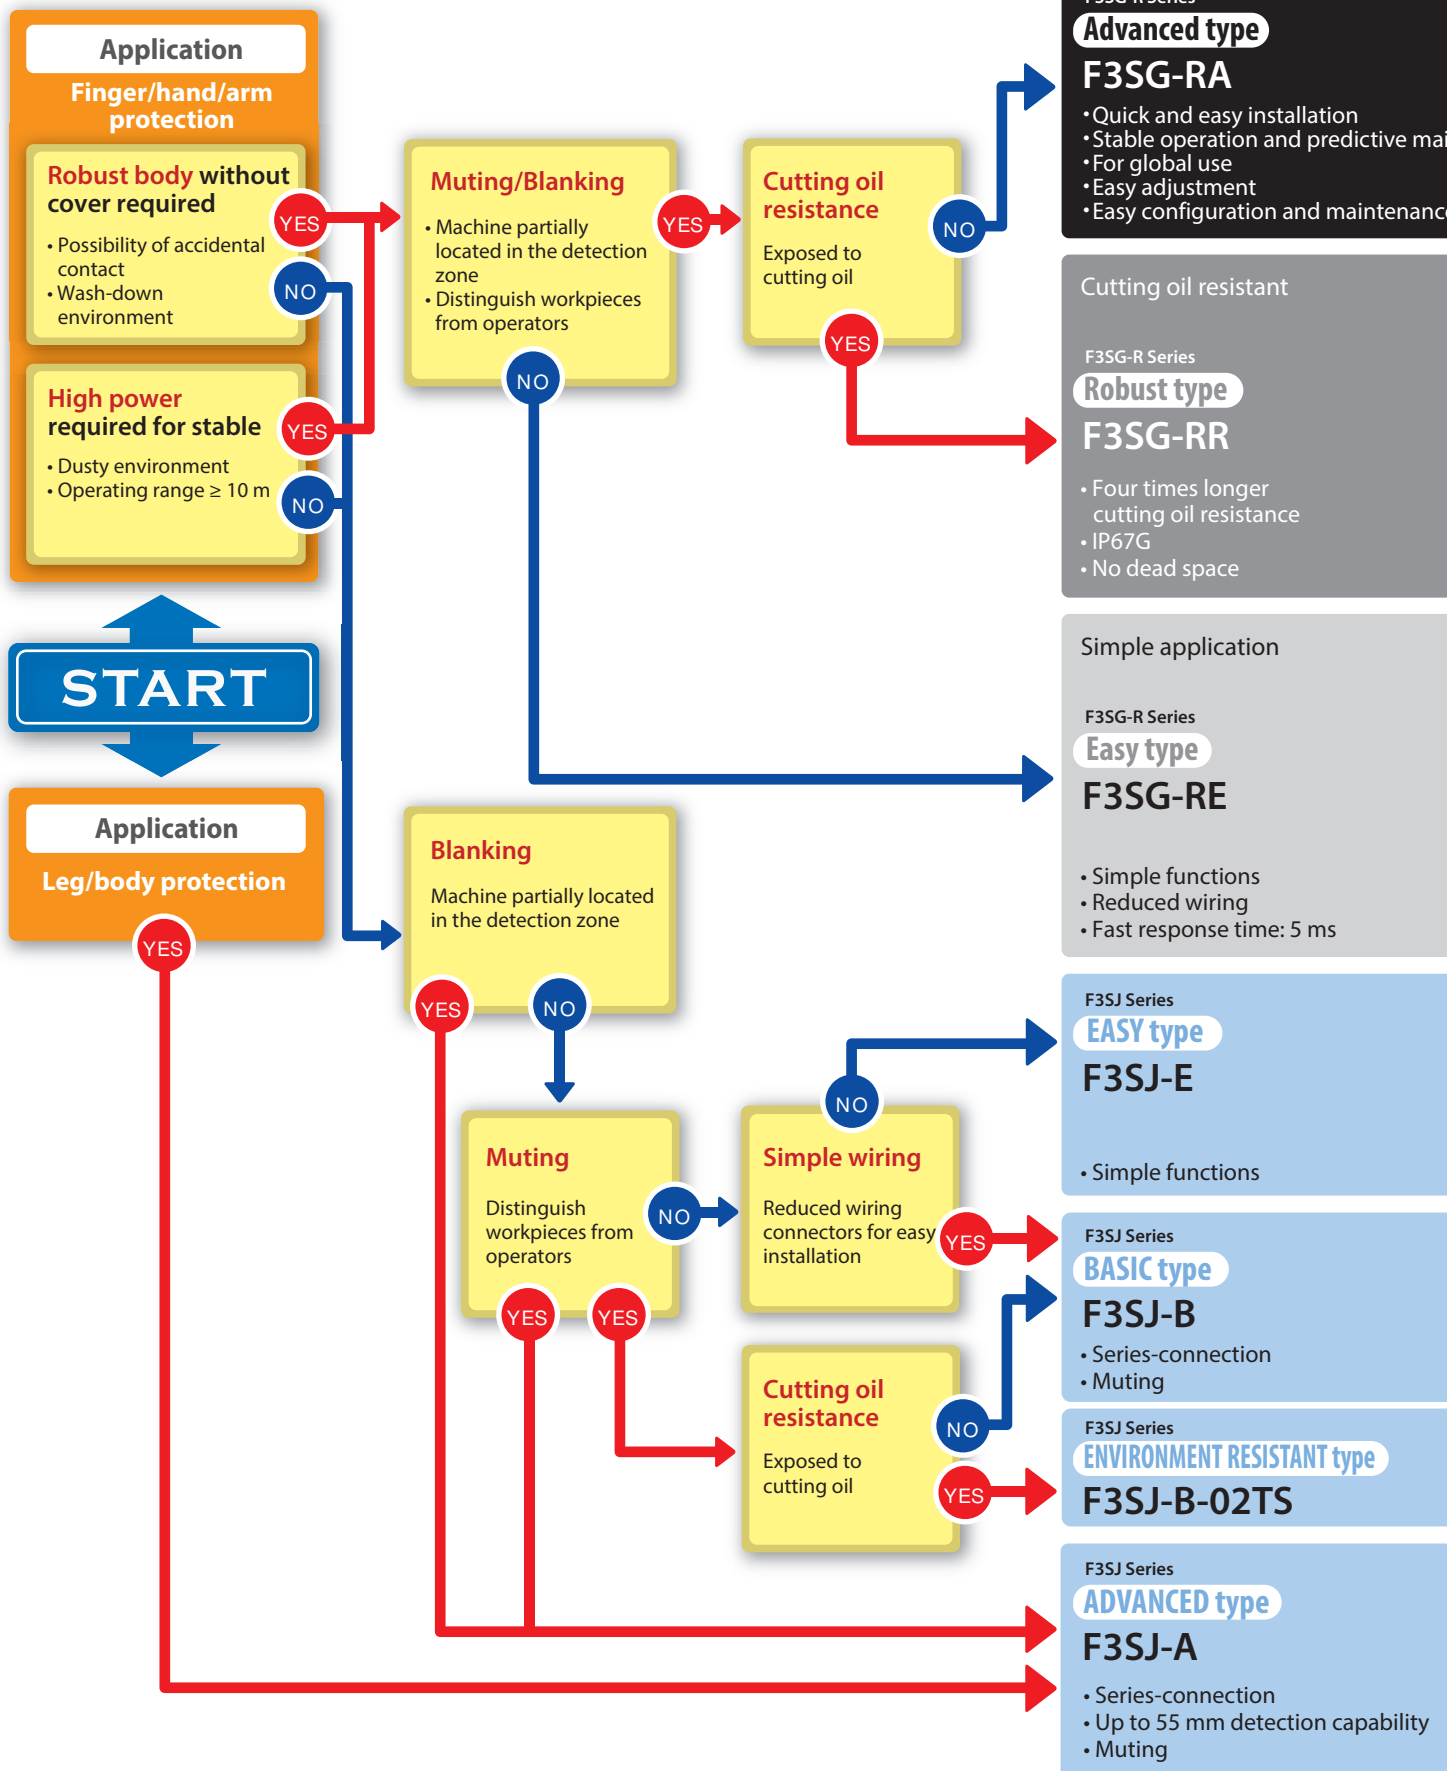 Application
Finger/hand/arm
protection
Robust body without
cover required
• Possibility of accidental
contact
• Wash-down
environment
YES
NO
High power
required for stable
• Dusty environment
• Operating range ≥ 10 m
YES
NO
START
Application
Leg/body protection
YES
Muting/Blanking
• Machine partially
located in the detection
zone
• Distinguish workpieces
from operators
YES
NO
Cutting oil
resistance
Exposed to
cutting oil
NO
YES
Blanking
Machine partially located
in the detection zone
YES
NO
Muting
Distinguish
workpieces from
operators
NO
YES
YES
Simple wiring
Reduced wiring
connectors for easy
installation
NO
YES
Cutting oil
resistance
Exposed to
cutting oil
NO
YES
F3SG-R Series
Advanced type
F3SG-RA
• Quick and easy installation
• Stable operation and predictive mai
• For global use
• Easy adjustment
• Easy configuration and maintenance
Cutting oil resistant
F3SG-R Series
Robust type
F3SG-RR
• Four times longer
cutting oil resistance
• IP67G
• No dead space
Simple application
F3SG-R Series
Easy type
F3SG-RE
• Simple functions
• Reduced wiring
• Fast response time: 5 ms
F3SJ Series
EASY type
F3SJ-E
• Simple functions
F3SJ Series
BASIC type
F3SJ-B
• Series-connection
• Muting
F3SJ Series
ENVIRONMENT RESISTANT type
F3SJ-B-02TS
F3SJ Series
ADVANCED type
F3SJ-A
• Series-connection
• Up to 55 mm detection capability
• Muting